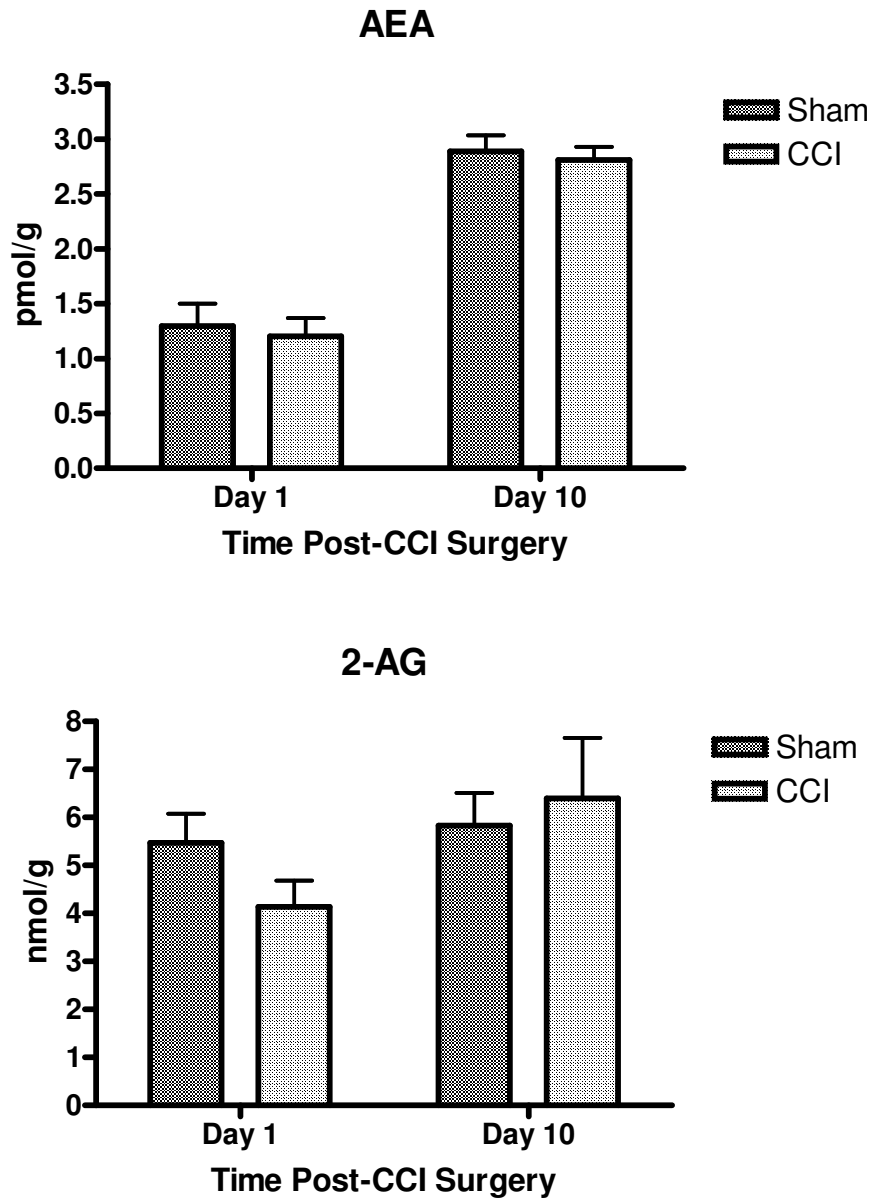 AEA
3.5
3.0
2.5
2.0
1.5
1.0
0.5
0.0
pmol/g
Sham
CCI
Day 1
Day 10
Time Post-CCI Surgery
2-AG
8
7
6
5
4
3
2
1
0
nmol/g
Sham
CCI
Day 1
Day 10
Time Post-CCI Surgery